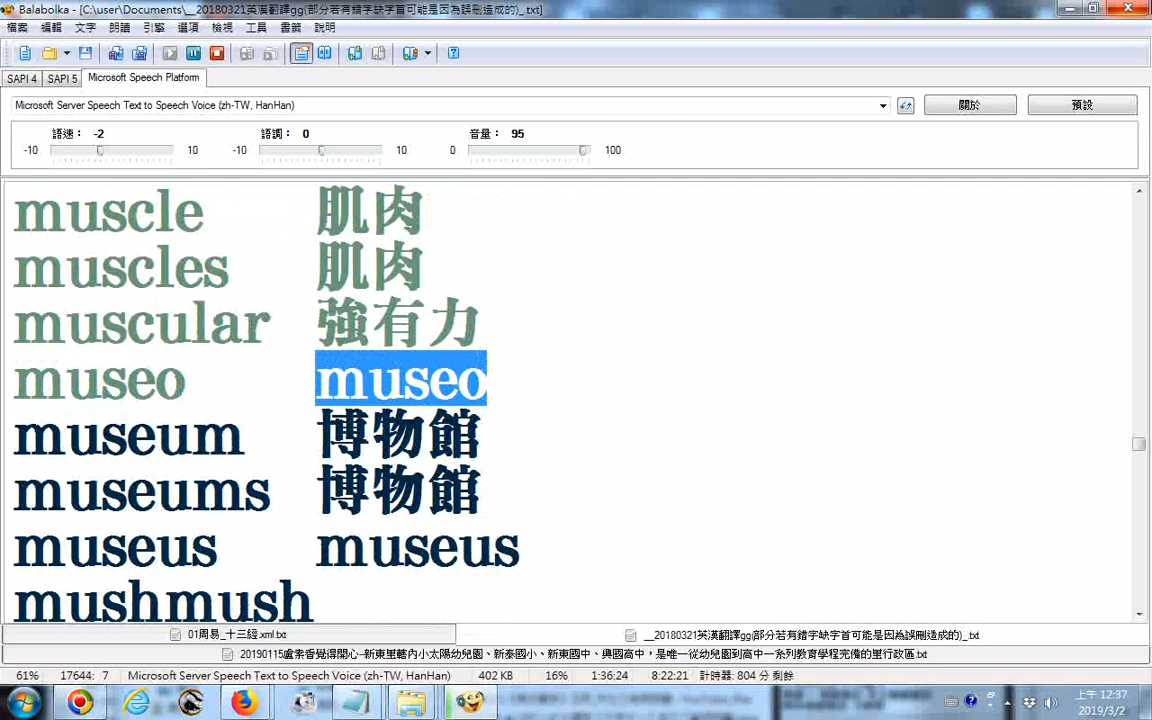 Balabolka - [C:\user\Documents\__20180321英漢翻譯gg(部分若有錯字缺字首可能是因為誤刪造成的)_.txt]
檔案 編輯 文字 朗讀 引擎 選項 檢視 工具 書籤 說明
SAPI 4 SAPI 5 Microsoft Speech Platform
Microsoft Server Speech Text to Speech Voice (zh-TW, HanHan) 關於 預設
語速： -2 語調： 0 音量： 95
-10 10 -10 10 0 100
muscle 肌肉
muscles 肌肉
muscular 強有力
museo museo
museum 博物館
museums 博物館
museus museus
mushmush
01周易_十三經.xml.txt __20180321英漢翻譯gg(部分若有錯字缺字首可能是因為誤刪造成的)_.txt
20190115盧素香覺得開心--新東里轄內小太陽幼兒園、新泰國小、新東國中、興國高中，是唯一從幼兒園到高中一系列教育學程完備的里行政區.txt
61% 17644: 7 Microsoft Server Speech Text to Speech Voice (zh-TW, HanHan) 402 KB 16% 1:36:24 8:22:21 計時器: 804 分 剩餘
上午 12:37
2019/3/2